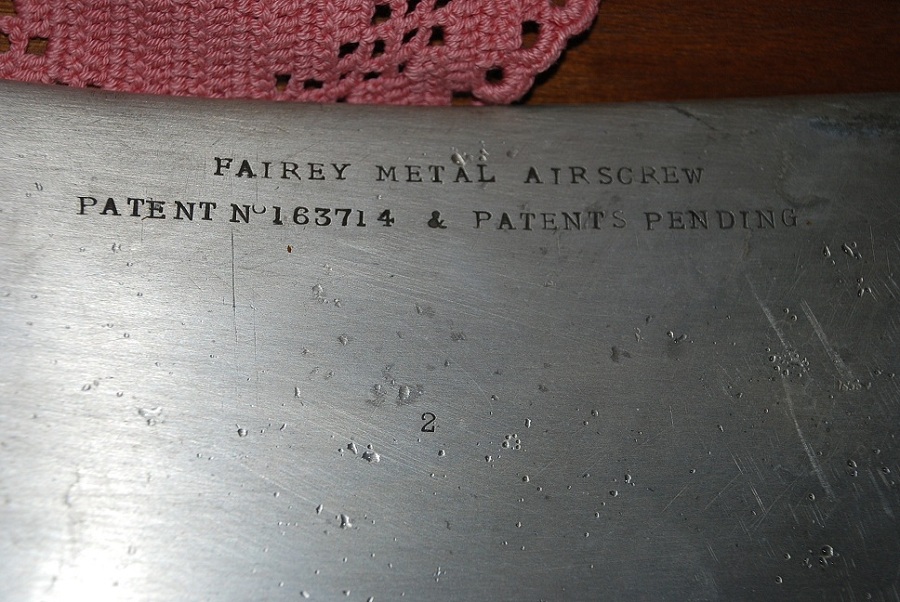 FAIREY METAL AIRSCREW
PATENT No 163714 & PATENTS PENDING.
2